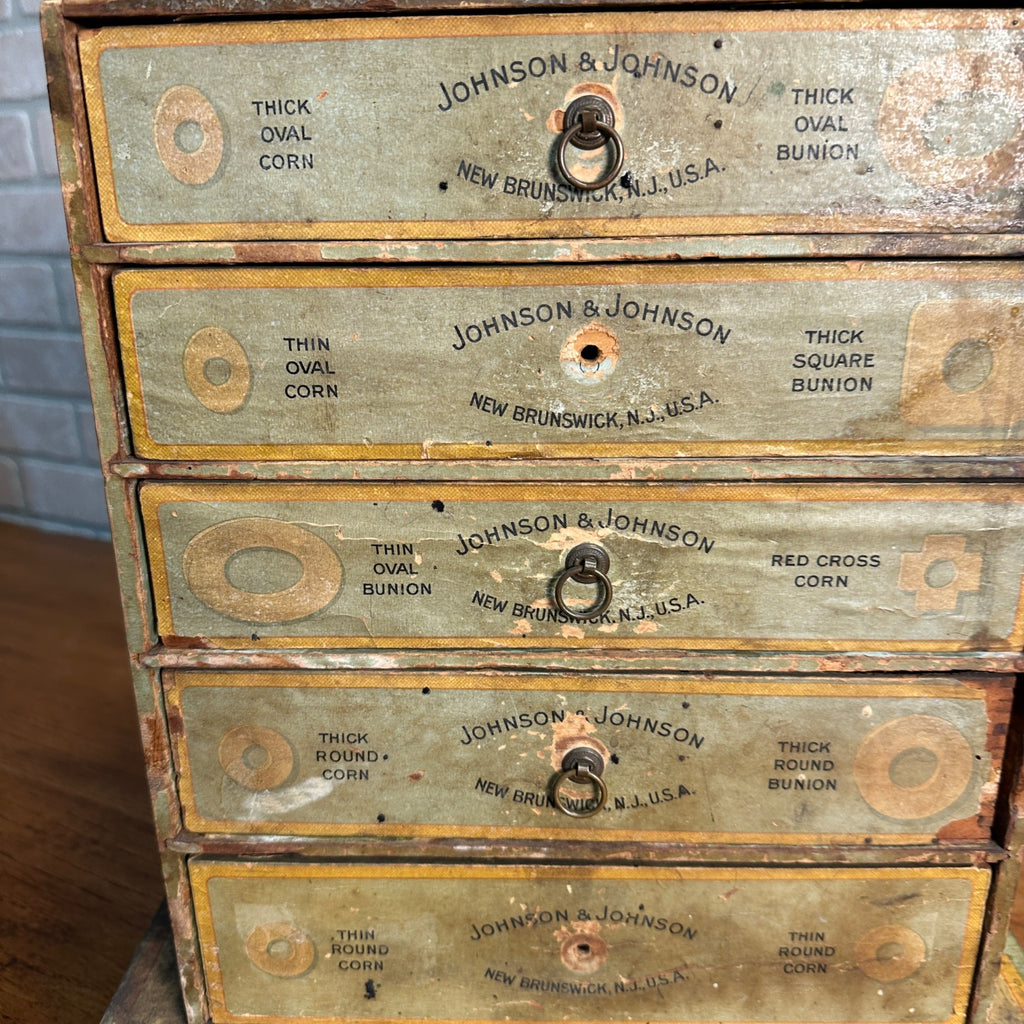 THICK
OVAL
CORN
JOHNSON & JOHNSON
NEW BRUNSWICK, N.J., U.S.A.
THICK
OVAL
BUNION
THIN
OVAL
CORN
JOHNSON & JOHNSON
NEW BRUNSWICK, N.J., U.S.A.
THICK
SQUARE
BUNION
THIN
OVAL
BUNION
JOHNSON & JOHNSON
NEW BRUNSWICK, N.J., U.S.A.
RED CROSS
CORN
THICK
ROUND
CORN
JOHNSON & JOHNSON
NEW BRUNSWICK, N.J., U.S.A.
THICK
ROUND
BUNION
THIN
ROUND
CORN
JOHNSON & JOHNSON
NEW BRUNSWICK, N.J., U.S.A.
THIN
ROUND
CORN